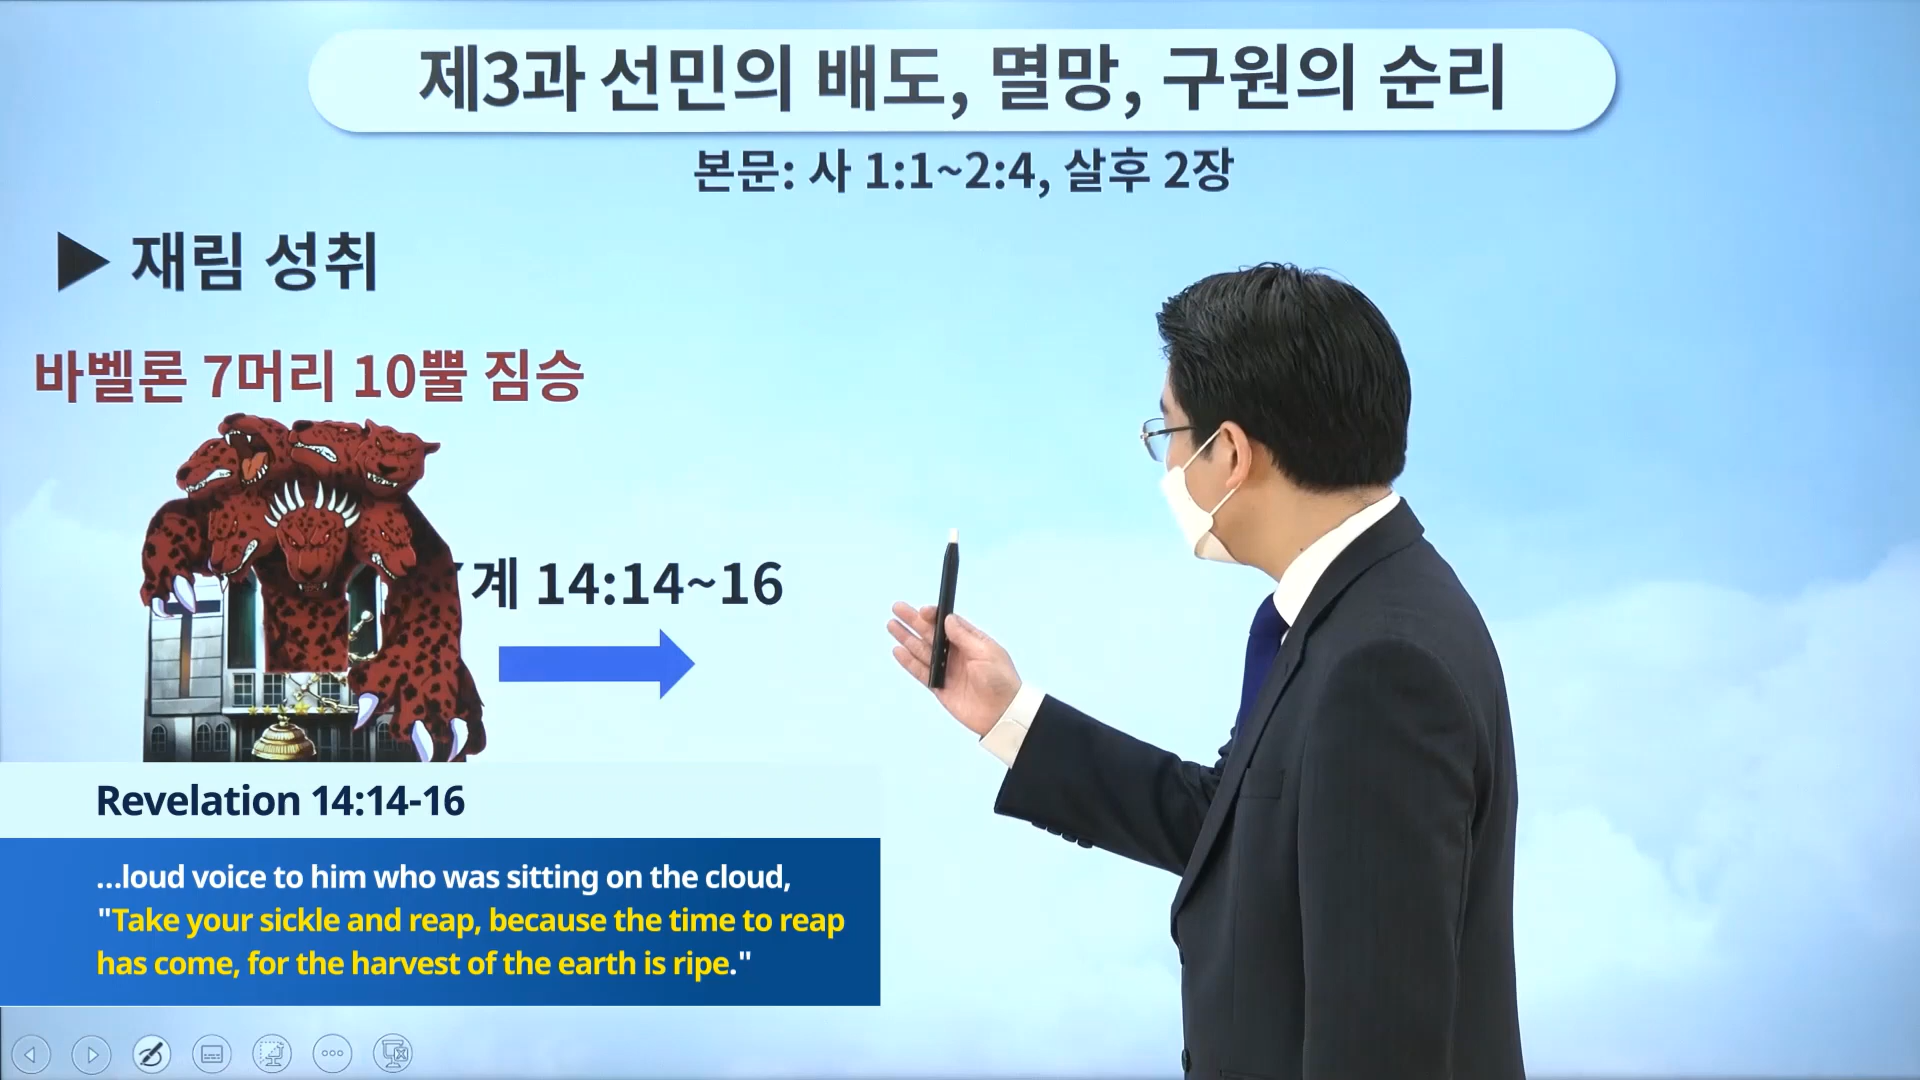 제3과 선민의 배도, 멸망, 구원의 순리
본문: 사 1:1~2:4, 살후 2장
▶ 재림 성취
바벨론 7머리 10뿔 짐승
계 14:14~16
Revelation 14:14-16
...loud voice to him who was sitting on the cloud,
"Take your sickle and reap, because the time to reap
has come, for the harvest of the earth is ripe."